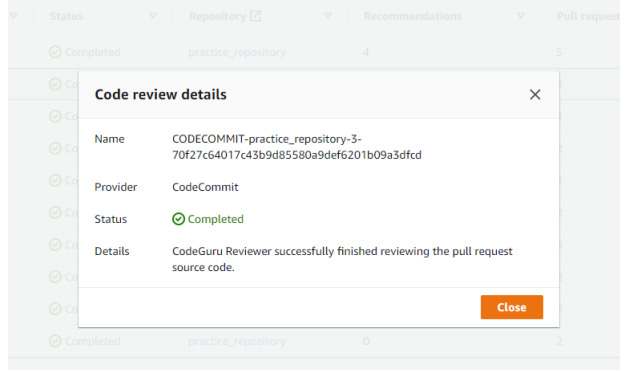 Status Repository Recommendations Pull request
Completed practice_repository 4 5
Code review details
Name CODECOMMIT-practice_repository-3-
70f27c64017c43b9d85580a9def6201b09a3dfcd
Provider CodeCommit
Status Completed
Details CodeGuru Reviewer successfully finished reviewing the pull request
source code.
Close
Completed practice_repository 0 2